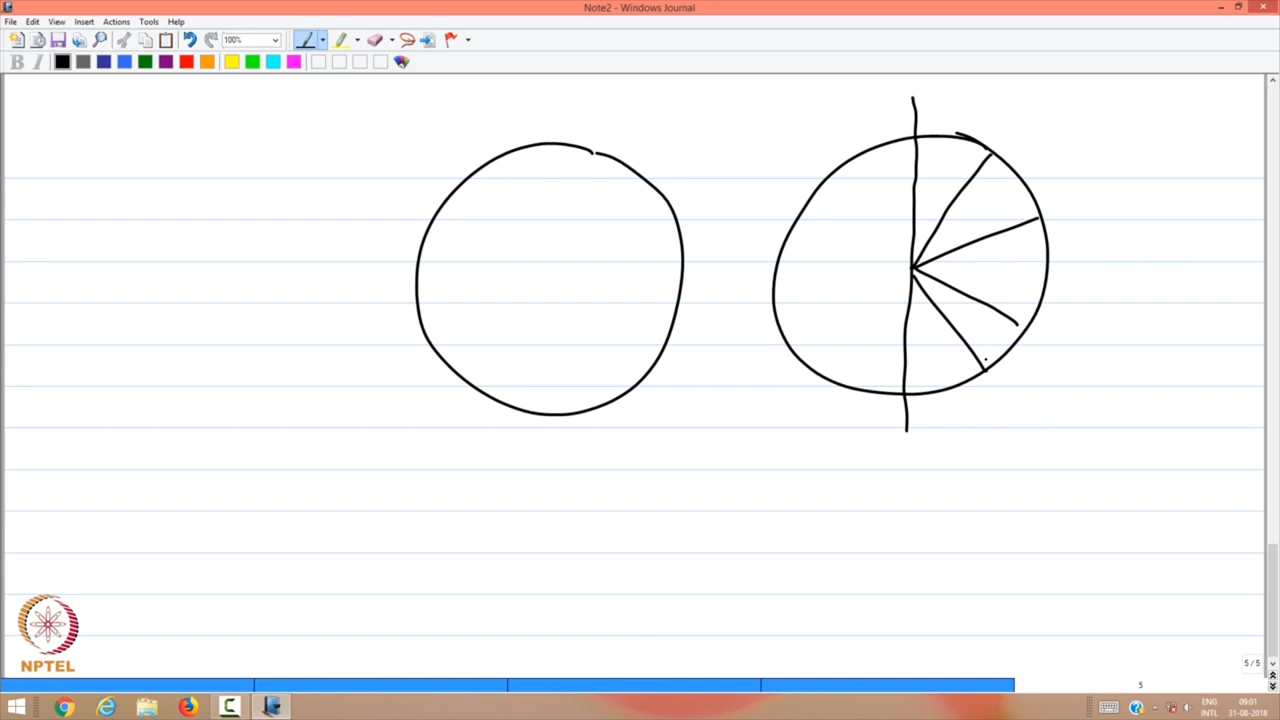 Note2 - Windows Journal
File Edit View Insert Actions Tools Help
100%
B I
NPTEL
5 / 5
5
ENG 09:01
INTL 31-08-2018